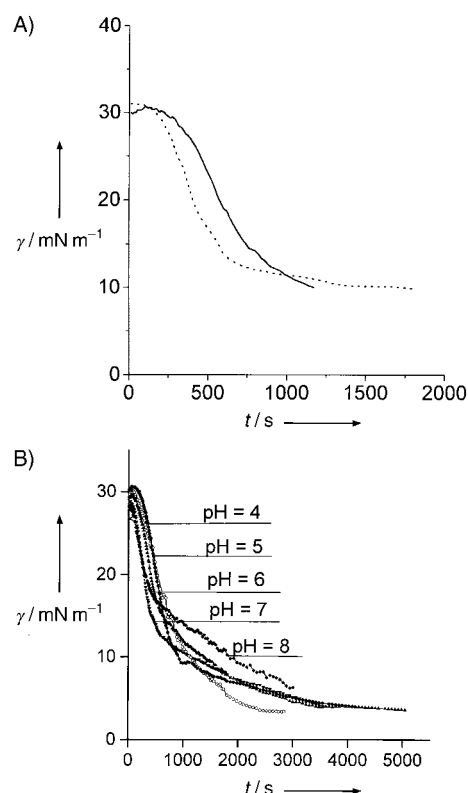 A)
40
30
20
10
0
γ / mN m⁻¹
0 500 1000 1500 2000
t / s
B)
30
20
10
0
γ / mN m⁻¹
pH = 4
pH = 5
pH = 6
pH = 7
pH = 8
0 1000 2000 3000 4000 5000
t / s